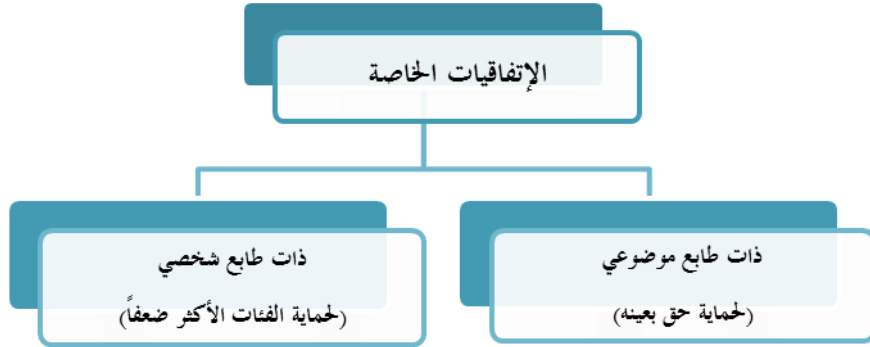 الإتفاقيات الخاصة
ذات طابع موضوعي
(لحماية حق بعينه)
ذات طابع شخصي
(لحماية الفئات الأكثر ضعفاً)